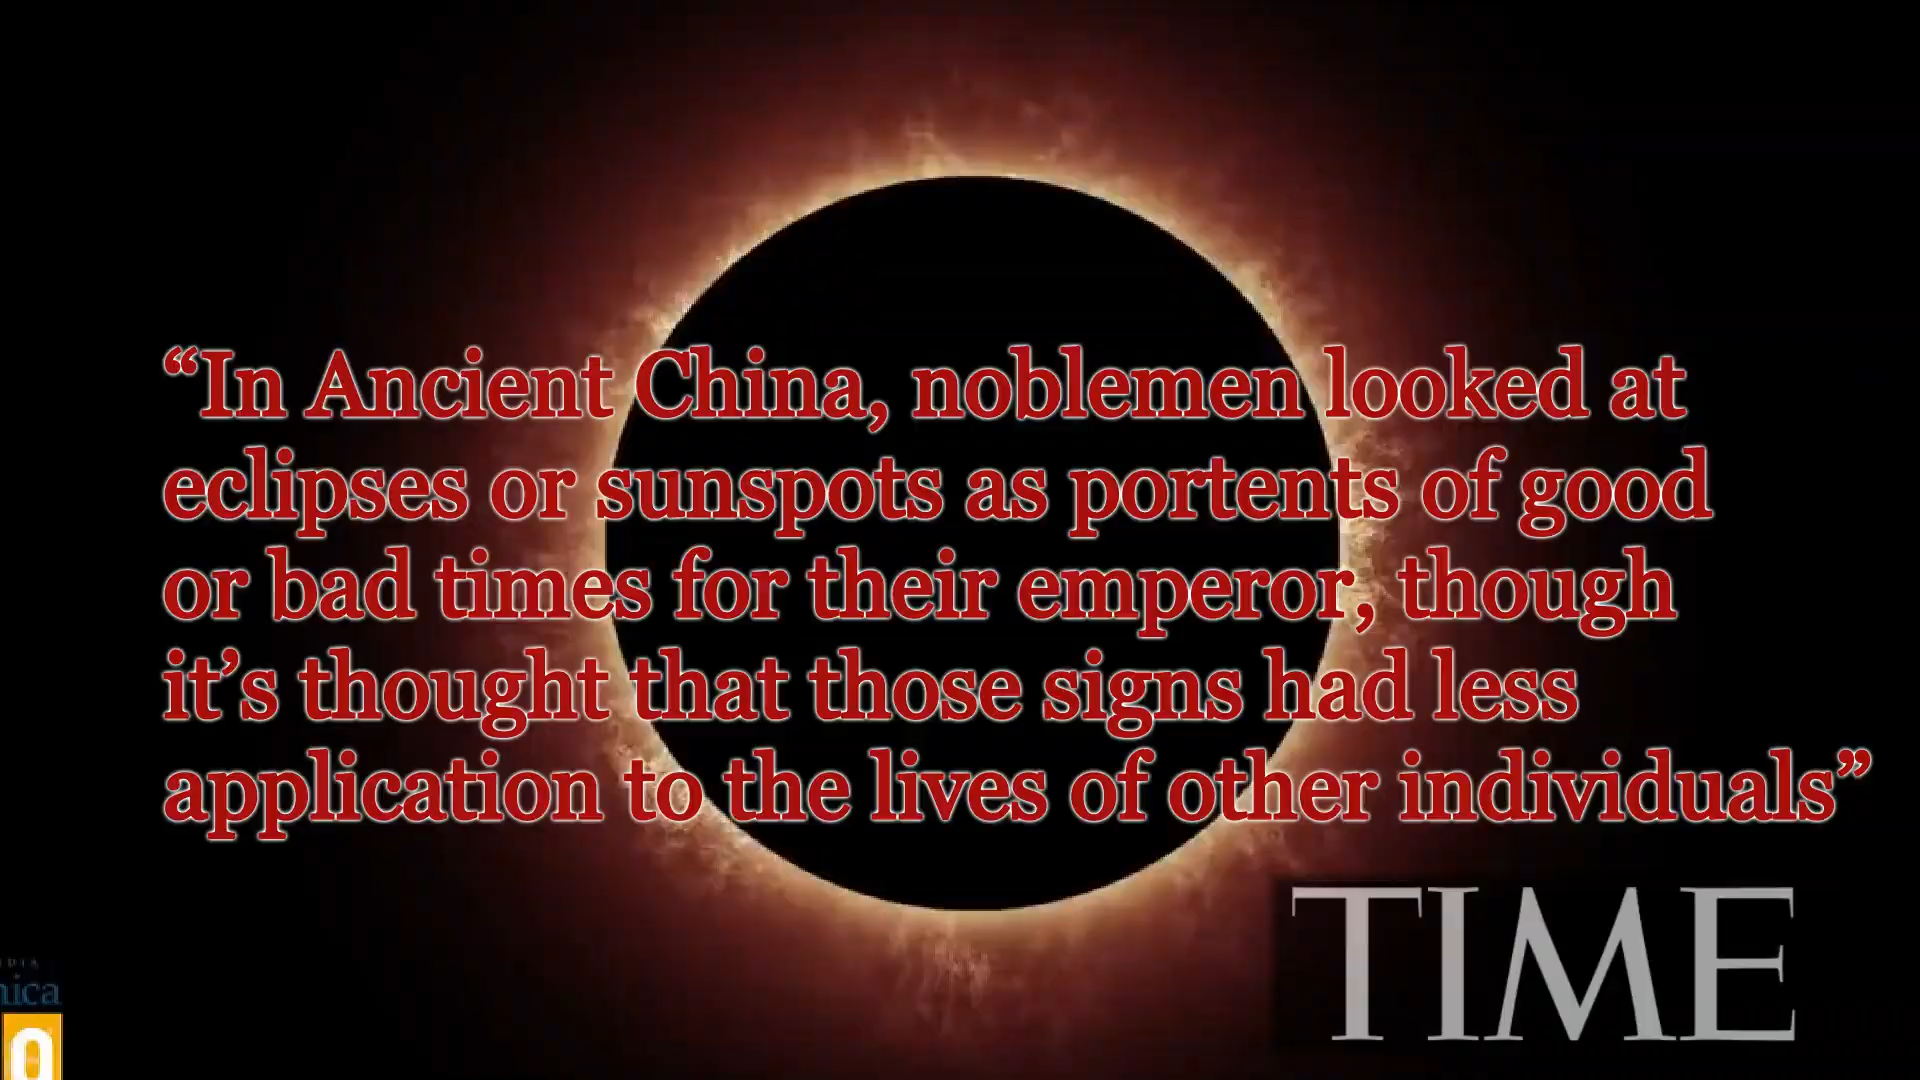 “In Ancient China, noblemen looked at
eclipses or sunspots as portents of good
or bad times for their emperor, though
it’s thought that those signs had less
application to the lives of other individuals”
TIME